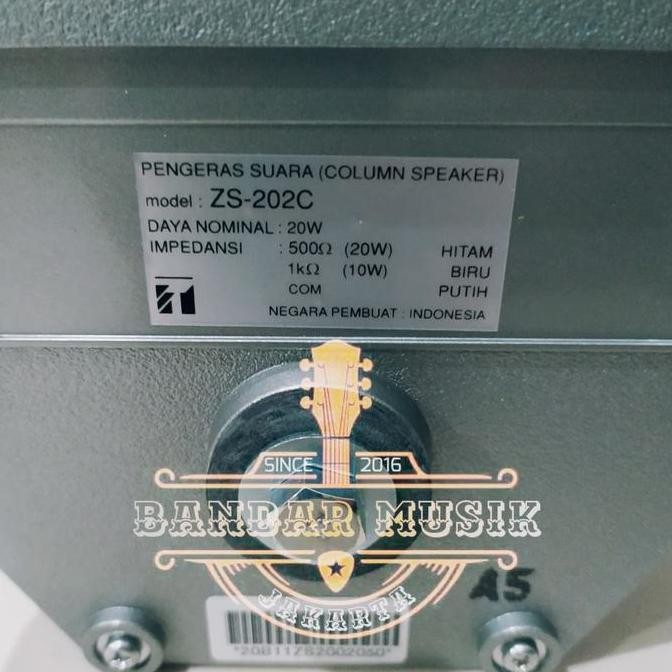 PENGERAS SUARA (COLUMN SPEAKER)
model : ZS-202C
DAYA NOMINAL : 20W
IMPEDANSI : 500Ω (20W) HITAM
1kΩ (10W) BIRU
COM PUTIH
NEGARA PEMBUAT : INDONESIA
SINCE 2016
BANDAR MUSIK
JAKARTA
A5
*20B11ZS2002050*